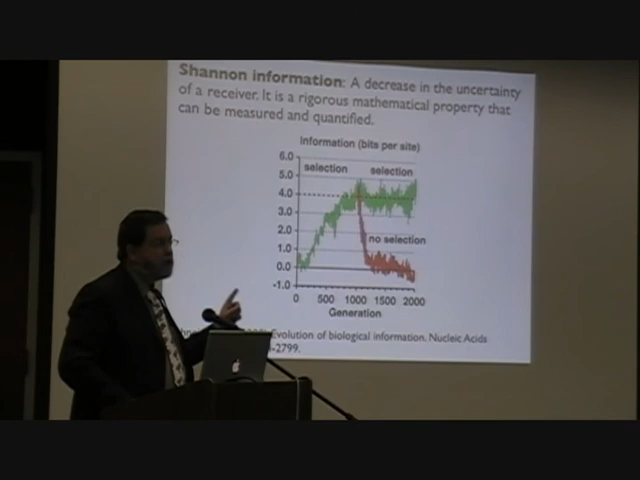 Shannon information: A decrease in the uncertainty
of a receiver. It is a rigorous mathematical property that
can be measured and quantified.
Information (bits per site)
6.0
5.0
4.0
3.0
2.0
1.0
0.0
-1.0
selection
selection
no selection
0 500 1000 1500 2000
Generation
Evolution of biological information. Nucleic Acids
-2799.